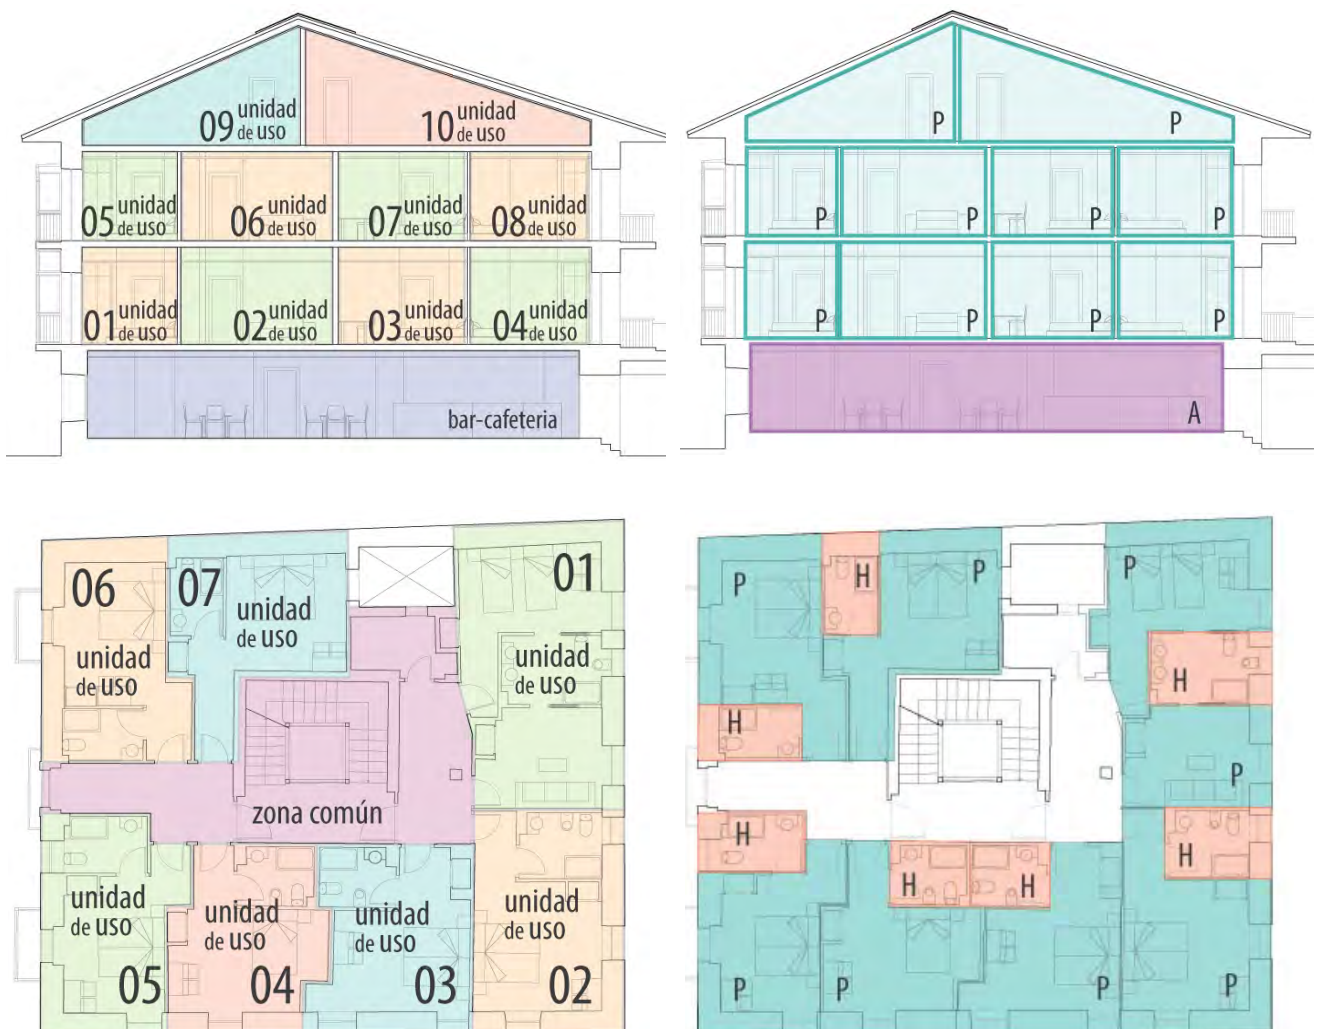 09 unidad
de uso
10 unidad
de uso
05 unidad
de uso
06 unidad
de uso
07 unidad
de uso
08 unidad
de uso
01 unidad
de uso
02 unidad
de uso
03 unidad
de uso
04 unidad
de uso
bar-cafeteria
P
P
P
P
P
P
P
P
P
P
A
06
unidad
de uso
07
unidad
de uso
01
unidad
de uso
zona común
unidad
de uso
05
unidad
de uso
04
unidad
de uso
03
unidad
de uso
02
P
H
P
P
H
H
P
H
H
H
H
P
P
P
P